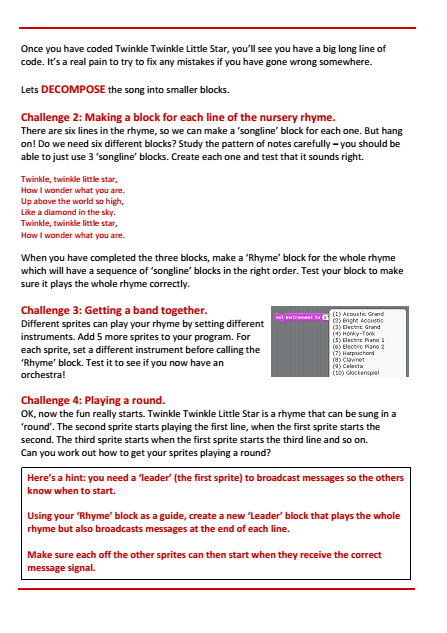 Once you have coded Twinkle Twinkle Little Star, you'll see you have a big long line of
code. It's a real pain to try to fix any mistakes if you have gone wrong somewhere.
Lets DECOMPOSE the song into smaller blocks.
Challenge 2: Making a block for each line of the nursery rhyme.
There are six lines in the rhyme, so we can make a 'songline' block for each one. But hang
on! Do we need six different blocks? Study the pattern of notes carefully – you should be
able to just use 3 'songline' blocks. Create each one and test that it sounds right.
Twinkle, twinkle little star,
How I wonder what you are.
Up above the world so high,
Like a diamond in the sky.
Twinkle, twinkle little star,
How I wonder what you are.
When you have completed the three blocks, make a 'Rhyme' block for the whole rhyme
which will have a sequence of 'songline' blocks in the right order. Test your block to make
sure it plays the whole rhyme correctly.
Challenge 3: Getting a band together.
Different sprites can play your rhyme by setting different
instruments. Add 5 more sprites to your program. For
each sprite, set a different instrument before calling the
'Rhyme' block. Test it to see if you now have an
orchestra!
set instrument to
(1) Acoustic Grand
(2) Bright Acoustic
(3) Electric Grand
(4) Honky-Tonk
(5) Electric Piano 1
(6) Electric Piano 2
(7) Harpsichord
(8) Clavinet
(9) Celesta
(10) Glockenspiel
Challenge 4: Playing a round.
OK, now the fun really starts. Twinkle Twinkle Little Star is a rhyme that can be sung in a
'round'. The second sprite starts playing the first line, when the first sprite starts the
second. The third sprite starts when the first sprite starts the third line and so on.
Can you work out how to get your sprites playing a round?
Here's a hint: you need a 'leader' (the first sprite) to broadcast messages so the others
know when to start.
Using your 'Rhyme' block as a guide, create a new 'Leader' block that plays the whole
rhyme but also broadcasts messages at the end of each line.
Make sure each off the other sprites can then start when they receive the correct
message signal.